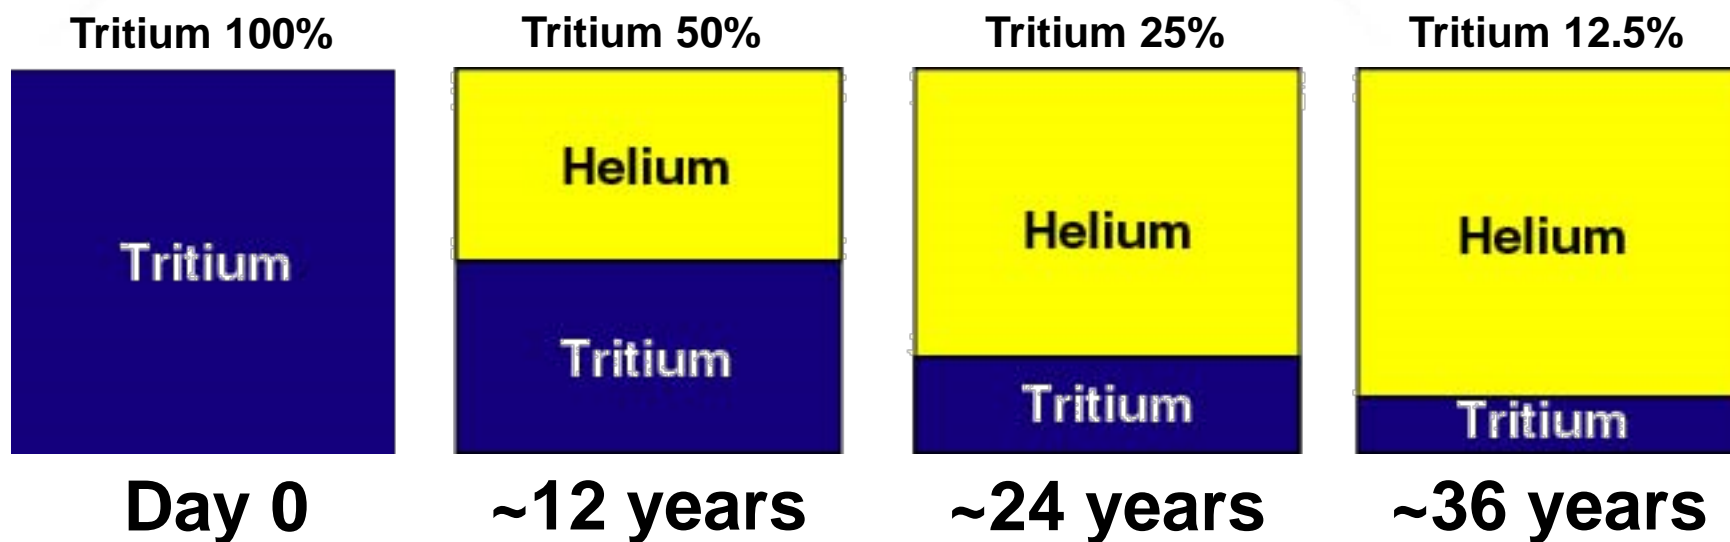 Tritium 100%
Tritium 50%
Tritium 25%
Tritium 12.5%
Tritium
Helium
Tritium
Helium
Tritium
Helium
Tritium
Day 0
~12 years
~24 years
~36 years